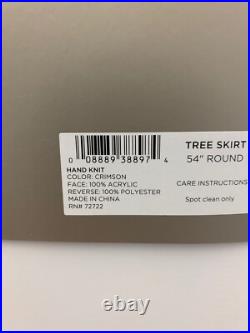 TREE SKIRT
54" ROUND
0 08889 38897 4
HAND KNIT
COLOR: CRIMSON
FACE: 100% ACRYLIC
REVERSE: 100% POLYESTER
MADE IN CHINA
RN# 72722
CARE INSTRUCTIONS
Spot clean only